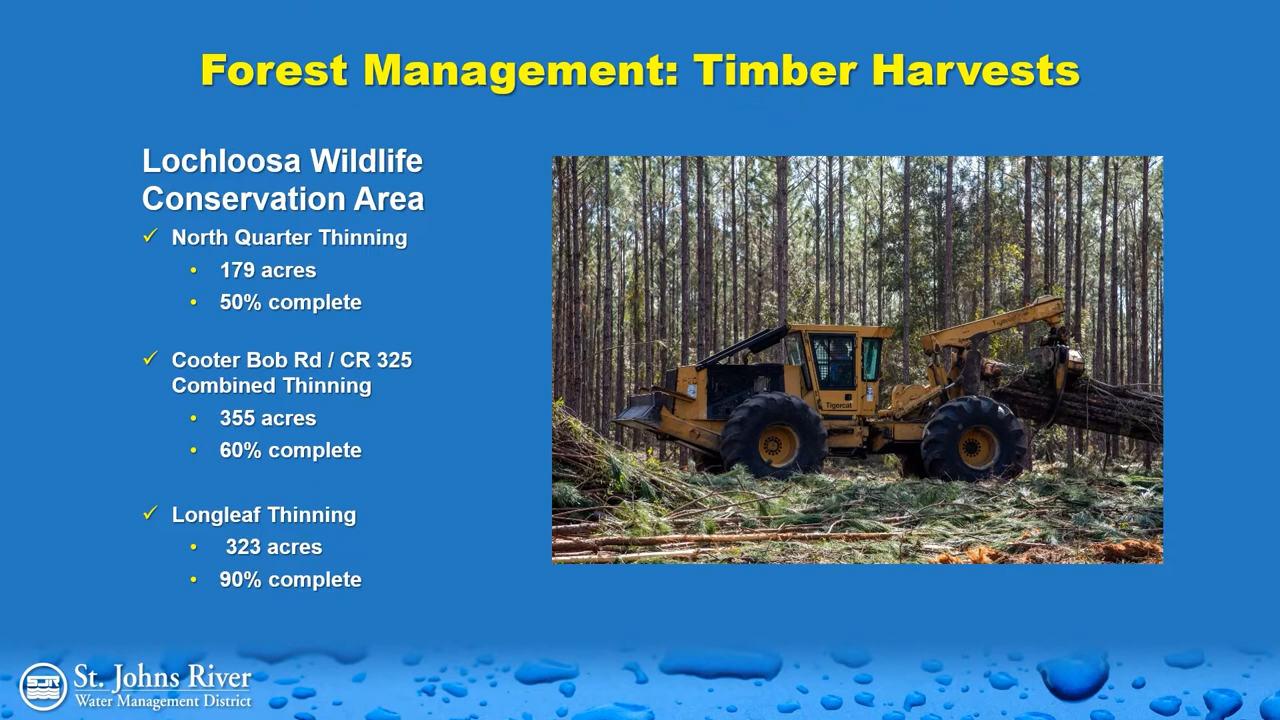 Forest Management: Timber Harvests
Lochloosa Wildlife
Conservation Area
✓ North Quarter Thinning
• 179 acres
• 50% complete
✓ Cooter Bob Rd / CR 325
Combined Thinning
• 355 acres
• 60% complete
✓ Longleaf Thinning
• 323 acres
• 90% complete
Tigercat
SJR
St. Johns River
Water Management District